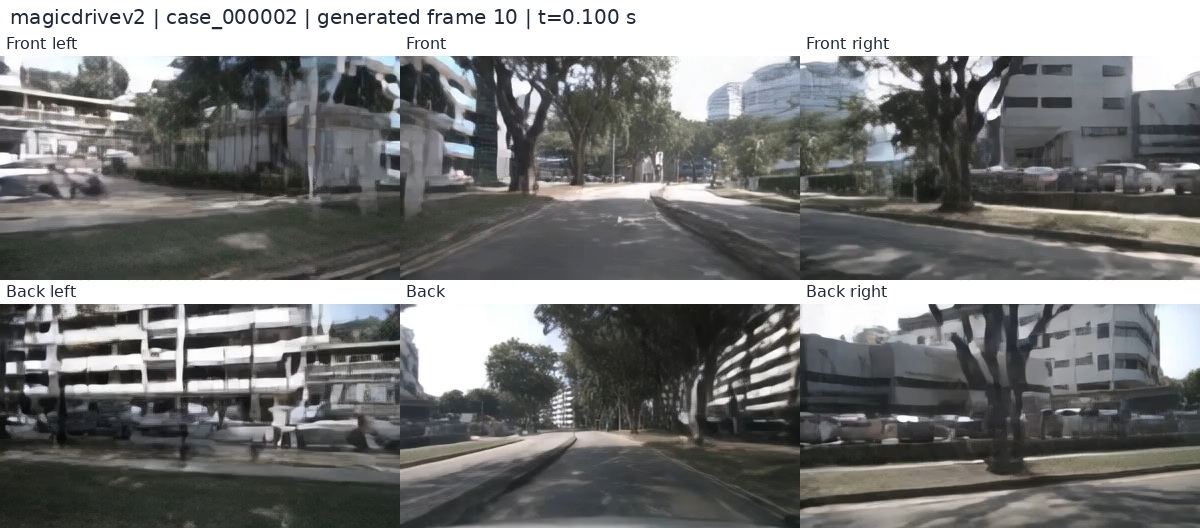 magicdrivev2 | case_000002 | generated frame 10 | t=0.100 s
Front left
Front
Front right
Back left
Back
Back right